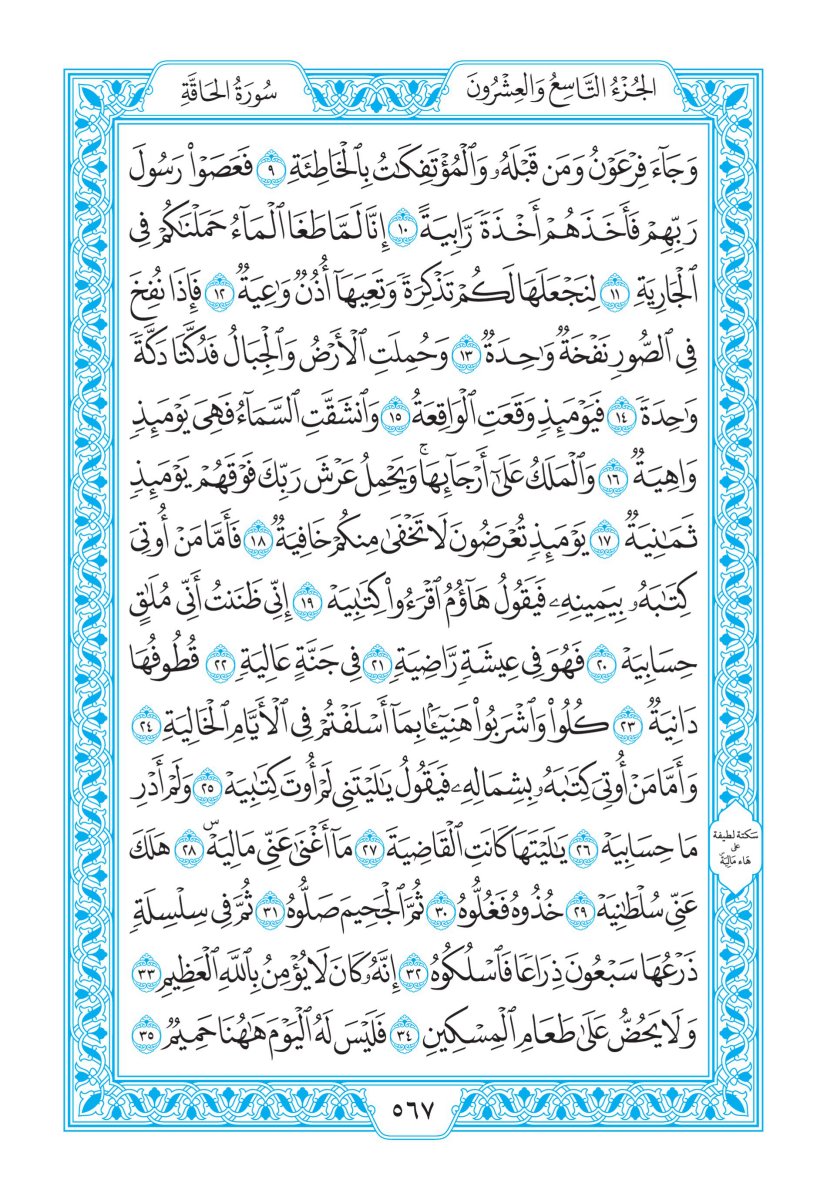 الجُزْءُ التَّاسِعُ وَالعِشْرُونَ
سُورَةُ الحَاقَّةِ
وَجَآءَ فِرْعَوْنُ وَمَن قَبْلَهُۥ وَٱلْمُؤْتَفِكَٰتُ بِٱلْخَاطِئَةِ ٩ فَعَصَوْا۟ رَسُولَ
رَبِّهِمْ فَأَخَذَهُمْ أَخْذَةً رَّابِيَةً ١٠ إِنَّا لَمَّا طَغَا ٱلْمَآءُ حَمَلْنَٰكُمْ فِى
ٱلْجَارِيَةِ ١١ لِنَجْعَلَهَا لَكُمْ تَذْكِرَةً وَتَعِيَهَآ أُذُنٌ وَٰعِيَةٌ ١٢ فَإِذَا نُفِخَ
فِى ٱلصُّورِ نَفْخَةٌ وَٰحِدَةٌ ١٣ وَحُمِلَتِ ٱلْأَرْضُ وَٱلْجِبَالُ فَدُكَّتَا دَكَّةً
وَٰحِدَةً ١٤ فَيَوْمَئِذٍ وَقَعَتِ ٱلْوَاقِعَةُ ١٥ وَٱنشَقَّتِ ٱلسَّمَآءُ فَهِىَ يَوْمَئِذٍ
وَاهِيَةٌ ١٦ وَٱلْمَلَكُ عَلَىٰٓ أَرْجَآئِهَا ۚ وَيَحْمِلُ عَرْشَ رَبِّكَ فَوْقَهُمْ يَوْمَئِذٍ
ثَمَٰنِيَةٌ ١٧ يَوْمَئِذٍ تُعْرَضُونَ لَا تَخْفَىٰ مِنكُمْ خَافِيَةٌ ١٨ فَأَمَّا مَنْ أُوتِىَ
كِتَٰبَهُۥ بِيَمِينِهِۦ فَيَقُولُ هَآؤُمُ ٱقْرَءُوا۟ كِتَٰبِيَهْ ١٩ إِنِّى ظَنَنتُ أَنِّى مُلَٰقٍ
حِسَابِيَهْ ٢٠ فَهُوَ فِى عِيشَةٍ رَّاضِيَةٍ ٢١ فِى جَنَّةٍ عَالِيَةٍ ٢٢ قُطُوفُهَا
دَانِيَةٌ ٢٣ كُلُوا۟ وَٱشْرَبُوا۟ هَنِيٓـًٔۢا بِمَآ أَسْلَفْتُمْ فِى ٱلْأَيَّامِ ٱلْخَالِيَةِ ٢٤
وَأَمَّا مَنْ أُوتِىَ كِتَٰبَهُۥ بِشِمَالِهِۦ فَيَقُولُ يَٰلَيْتَنِى لَمْ أُوتَ كِتَٰبِيَهْ ٢٥ وَلَمْ أَدْرِ
مَا حِسَابِيَهْ ٢٦ يَٰلَيْتَهَا كَانَتِ ٱلْقَاضِيَةَ ٢٧ مَآ أَغْنَىٰ عَنِّى مَالِيَهْ ۜ ٢٨ هَلَكَ
سَكتة لطيفة
على
هَاء مَالِيَهْ
عَنِّى سُلْطَٰنِيَهْ ٢٩ خُذُوهُ فَغُلُّوهُ ٣٠ ثُمَّ ٱلْجَحِيمَ صَلُّوهُ ٣١ ثُمَّ فِى سِلْسِلَةٍ
ذَرْعُهَا سَبْعُونَ ذِرَاعًا فَٱسْلُكُوهُ ٣٢ إِنَّهُۥ كَانَ لَا يُؤْمِنُ بِٱللَّهِ ٱلْعَظِيمِ ٣٣
وَلَا يَحُضُّ عَلَىٰ طَعَامِ ٱلْمِسْكِينِ ٣٤ فَلَيْسَ لَهُ ٱلْيَوْمَ هَٰهُنَا حَمِيمٌ ٣٥
٥٦٧